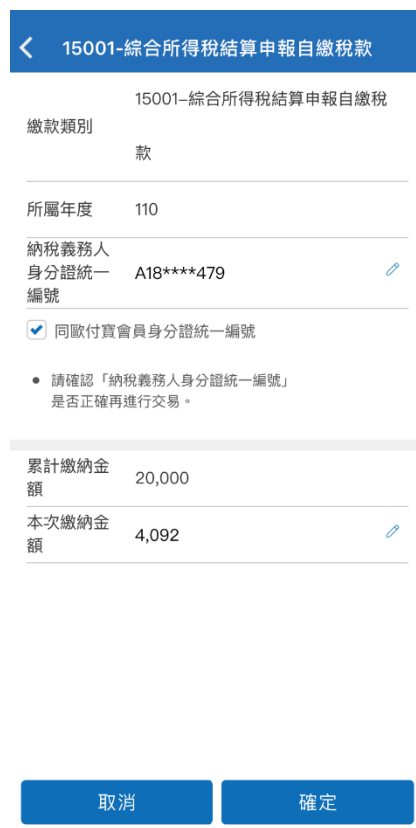 15001-綜合所得稅結算申報自繳稅款
15001–綜合所得稅結算申報自繳稅
繳款類別
款
所屬年度 110
納稅義務人
身分證統一 A18****479
編號
同歐付寶會員身分證統一編號
• 請確認「納稅義務人身分證統一編號」
是否正確再進行交易。
累計繳納金
額 20,000
本次繳納金
額 4,092
取消 確定